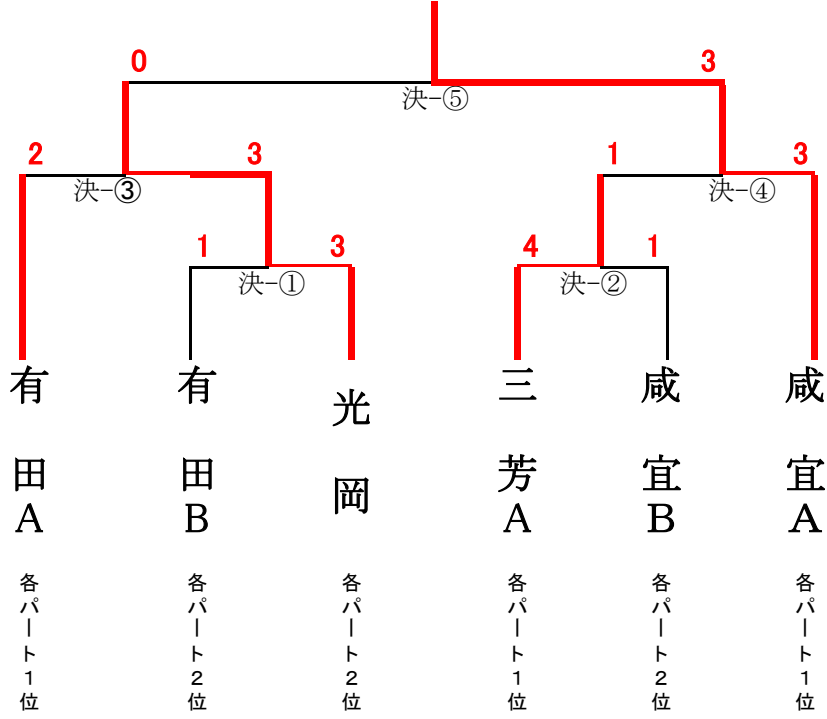 0
3
決-⑤
2
3
1
3
決-③
決-④
1
3
4
1
決-①
決-②
有田A
有田B
光岡
三芳A
咸宜B
咸宜A
各パート1位
各パート2位
各パート2位
各パート1位
各パート2位
各パート1位